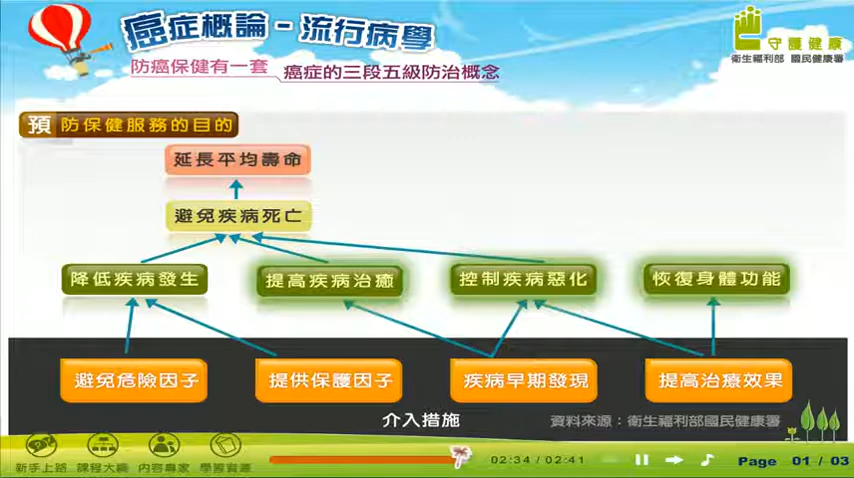 癌症概論－流行病學
守護健康
衛生福利部 國民健康署
防癌保健有一套 癌症的三段五級防治概念
預防保健服務的目的
延長平均壽命
避免疾病死亡
降低疾病發生 提高疾病治癒 控制疾病惡化 恢復身體功能
避免危險因子 提供保護因子 疾病早期發現 提高治療效果
介入措施
資料來源：衛生福利部國民健康署
新手上路 課程大綱 內容專家 學習資源
02:34 / 02:41
Page 01 / 03